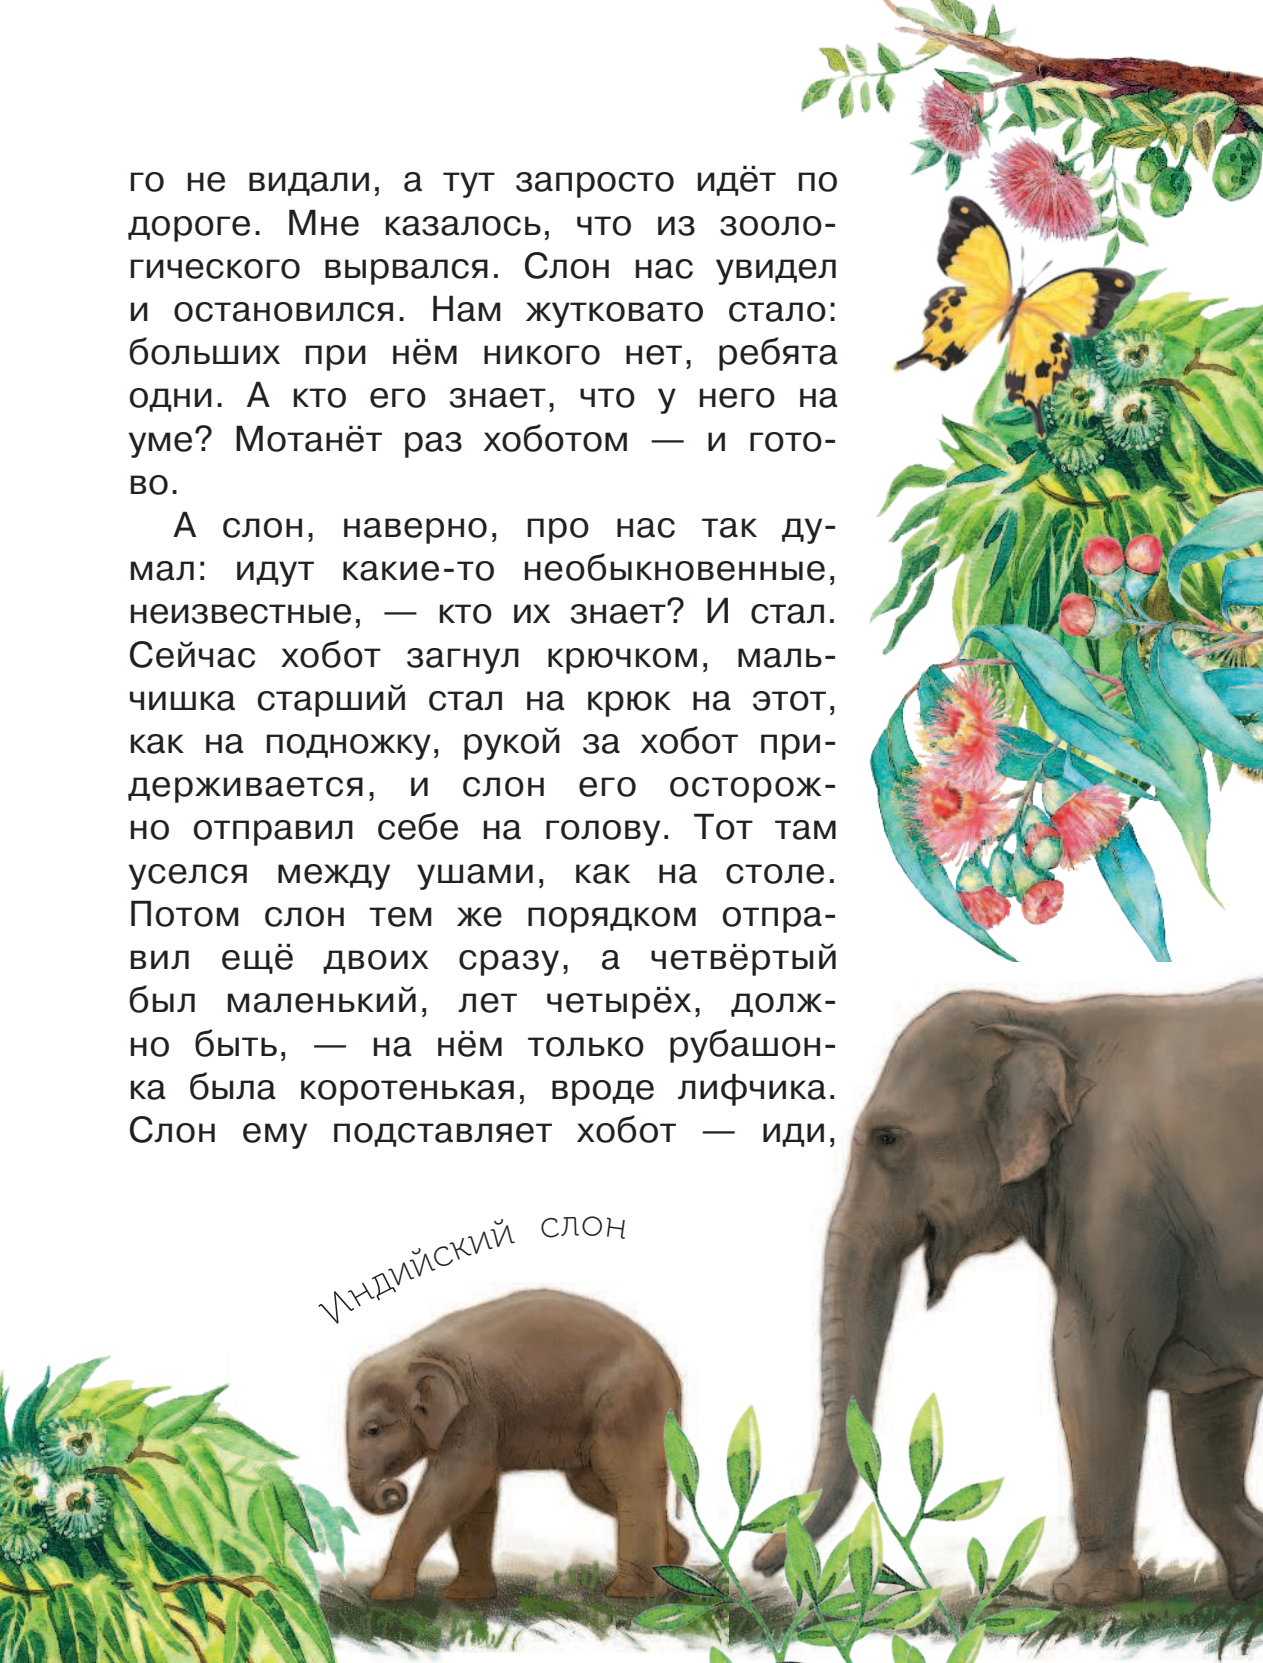 го не видали, а тут запросто идёт по
дороге. Мне казалось, что из зооло-
гического вырвался. Слон нас увидел
и остановился. Нам жутковато стало:
больших при нём никого нет, ребята
одни. А кто его знает, что у него на
уме? Мотанёт раз хоботом — и гото-
во.
А слон, наверно, про нас так ду-
мал: идут какие-то необыкновенные,
неизвестные, — кто их знает? И стал.
Сейчас хобот загнул крючком, маль-
чишка старший стал на крюк на этот,
как на подножку, рукой за хобот при-
держивается, и слон его осторож-
но отправил себе на голову. Тот там
уселся между ушами, как на столе.
Потом слон тем же порядком отпра-
вил ещё двоих сразу, а четвёртый
был маленький, лет четырёх, долж-
но быть, — на нём только рубашон-
ка была коротенькая, вроде лифчика.
Слон ему подставляет хобот — иди,
Индийский слон